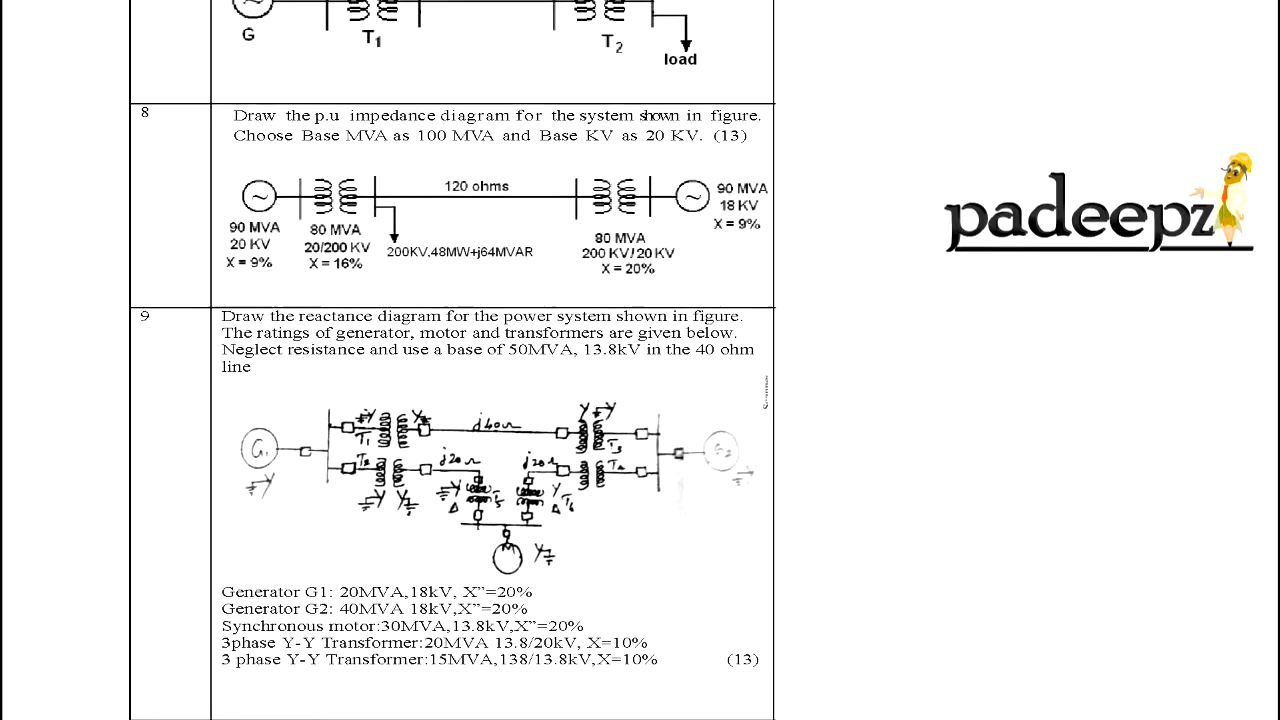 G
T1
T2
load
8
Draw the p.u impedance diagram for the system shown in figure.
Choose Base MVA as 100 MVA and Base KV as 20 KV. (13)
120 ohms
90 MVA
18 KV
X = 9%
90 MVA
20 KV
X = 9%
80 MVA
20/200 KV
X = 16%
200KV,48MW+j64MVAR
80 MVA
200 KV/20 KV
X = 20%
padeepz
9
Draw the reactance diagram for the power system shown in figure.
The ratings of generator, motor and transformers are given below.
Neglect resistance and use a base of 50MVA, 13.8kV in the 40 ohm
line
j40Ω
G1
T1
T3
G2
T2
j20Ω
j20Ω
T4
Y
Y
Y
Y
Y
Y
Y
Y
Δ
T5
Y
Δ
T6
Y
M
Y
Generator G1: 20MVA,18kV, X”=20%
Generator G2: 40MVA 18kV,X”=20%
Synchronous motor:30MVA,13.8kV,X”=20%
3phase Y-Y Transformer:20MVA 13.8/20kV, X=10%
3 phase Y-Y Transformer:15MVA,138/13.8kV,X=10% (13)